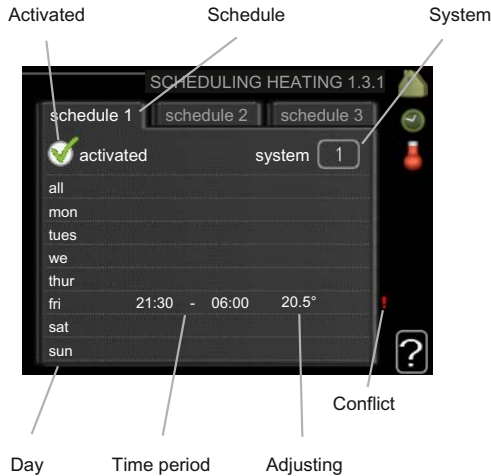 Activated Schedule System
SCHEDULING HEATING 1.3.1
schedule 1 schedule 2 schedule 3
activated system 1
all
mon
tues
we
thur
fri 21:30 - 06:00 20.5° !
sat
sun
?
Conflict
Day Time period Adjusting